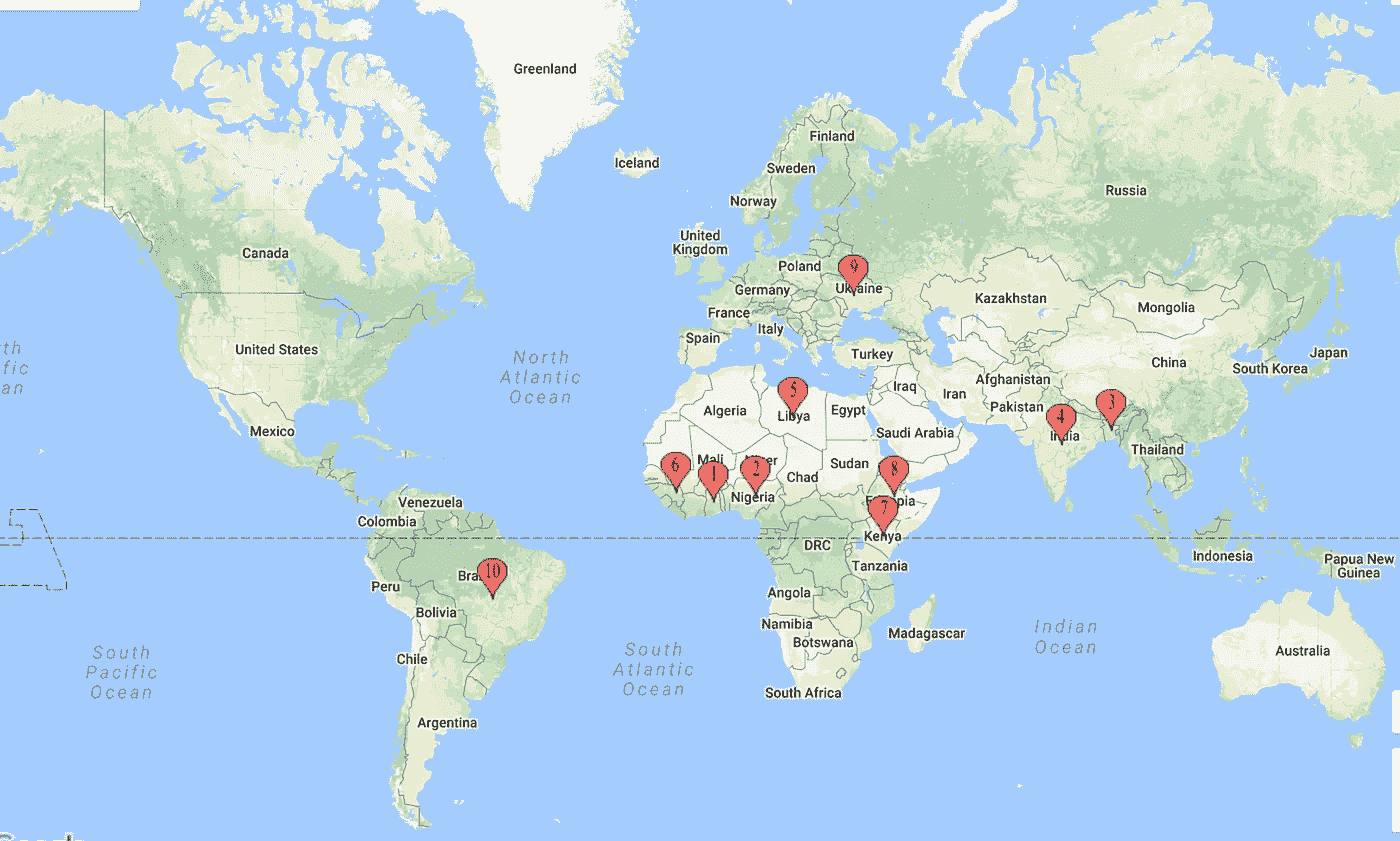 Greenland
Finland
Iceland
Sweden
Russia
Norway
United
Kingdom
Canada
Poland
9
Ukraine
Germany
Kazakhstan
Mongolia
France
Italy
Spain
United States
North
Atlantic
Ocean
Turkey
Japan
China
South Korea
Afghanistan
Iraq
Iran
5
Pakistan
3
Algeria
Libya
Egypt
4
India
Mexico
Saudi Arabia
Thailand
Mali
6
1
2
Sudan
8
Chad
Nigeria
Venezuela
Colombia
7
Kenya
DRC
Indonesia
Papua New
Guinea
Tanzania
10
Peru
Angola
Bolivia
Namibia
Botswana
Madagascar
Indian
Ocean
South
Pacific
Ocean
South
Atlantic
Ocean
Chile
Australia
South Africa
Argentina